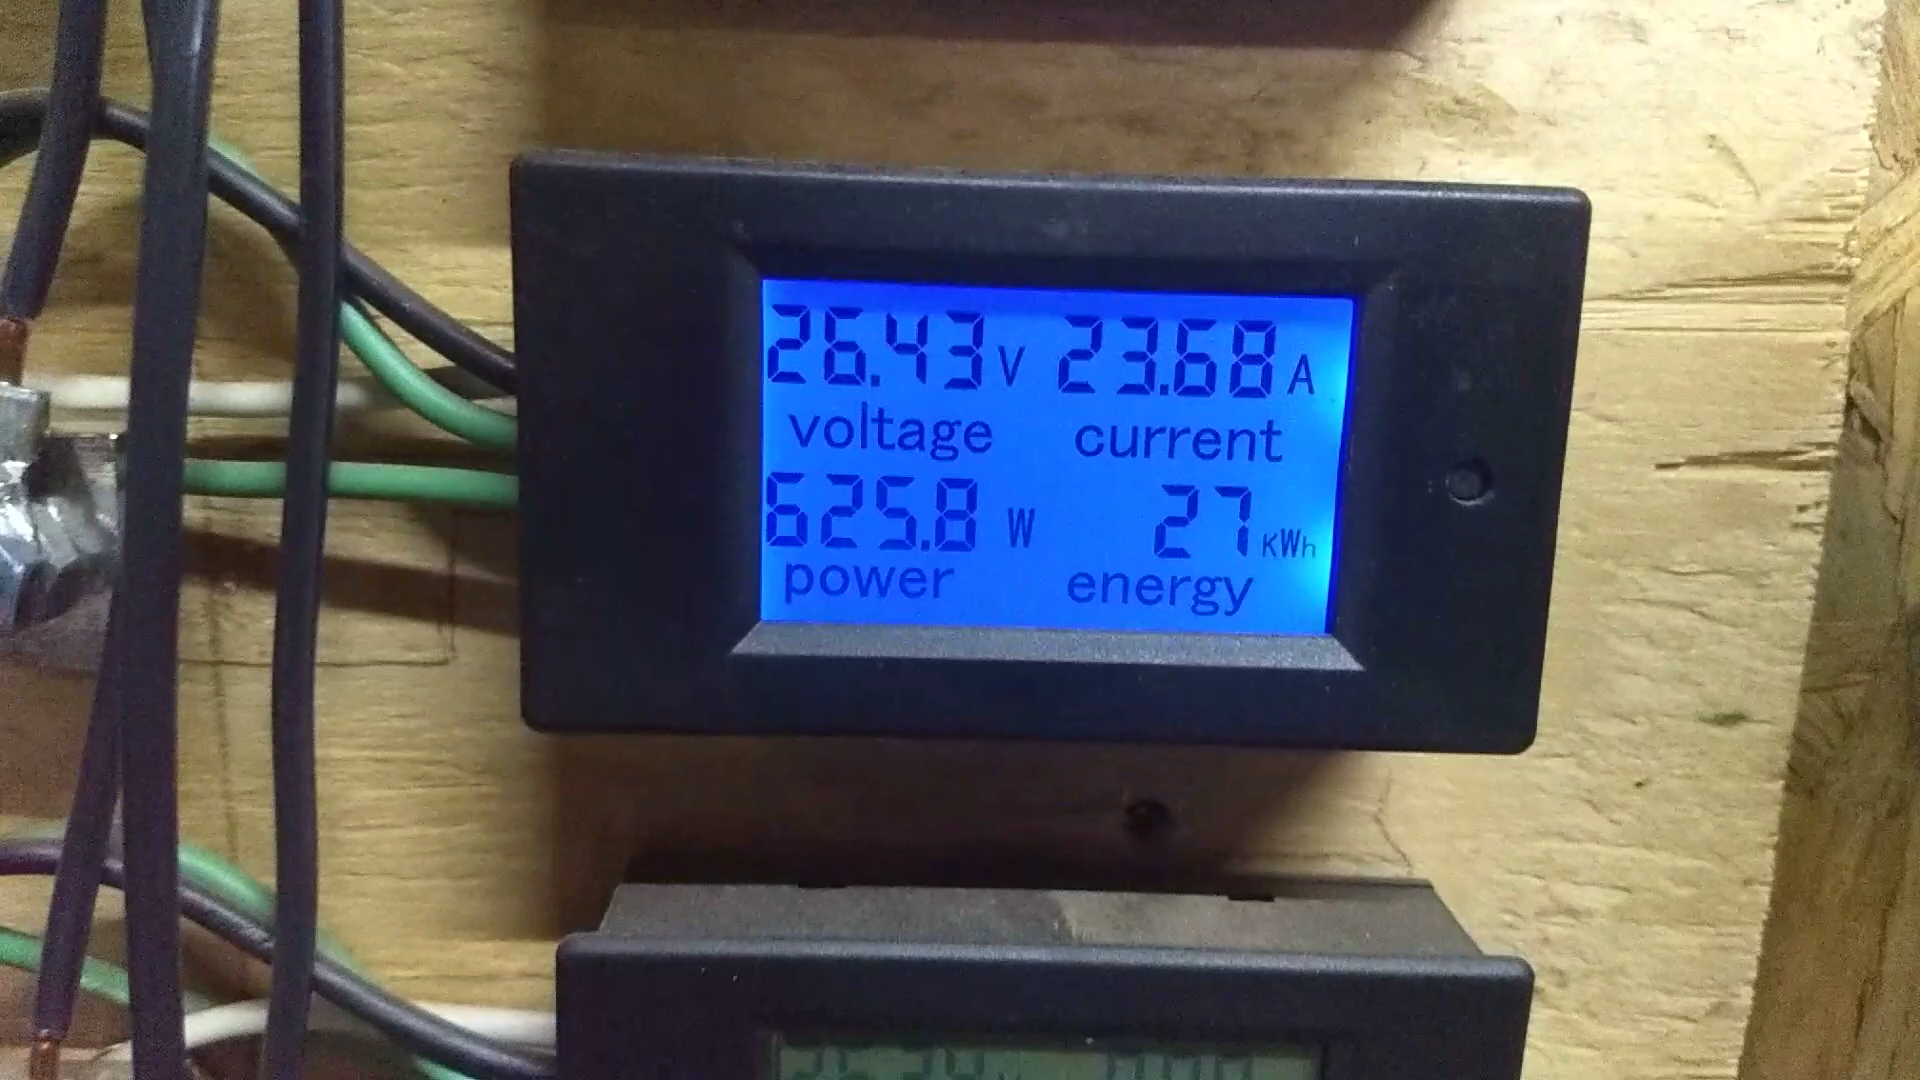 26.43 V 23.68 A
voltage current
625.8 W 27 KWh
power energy